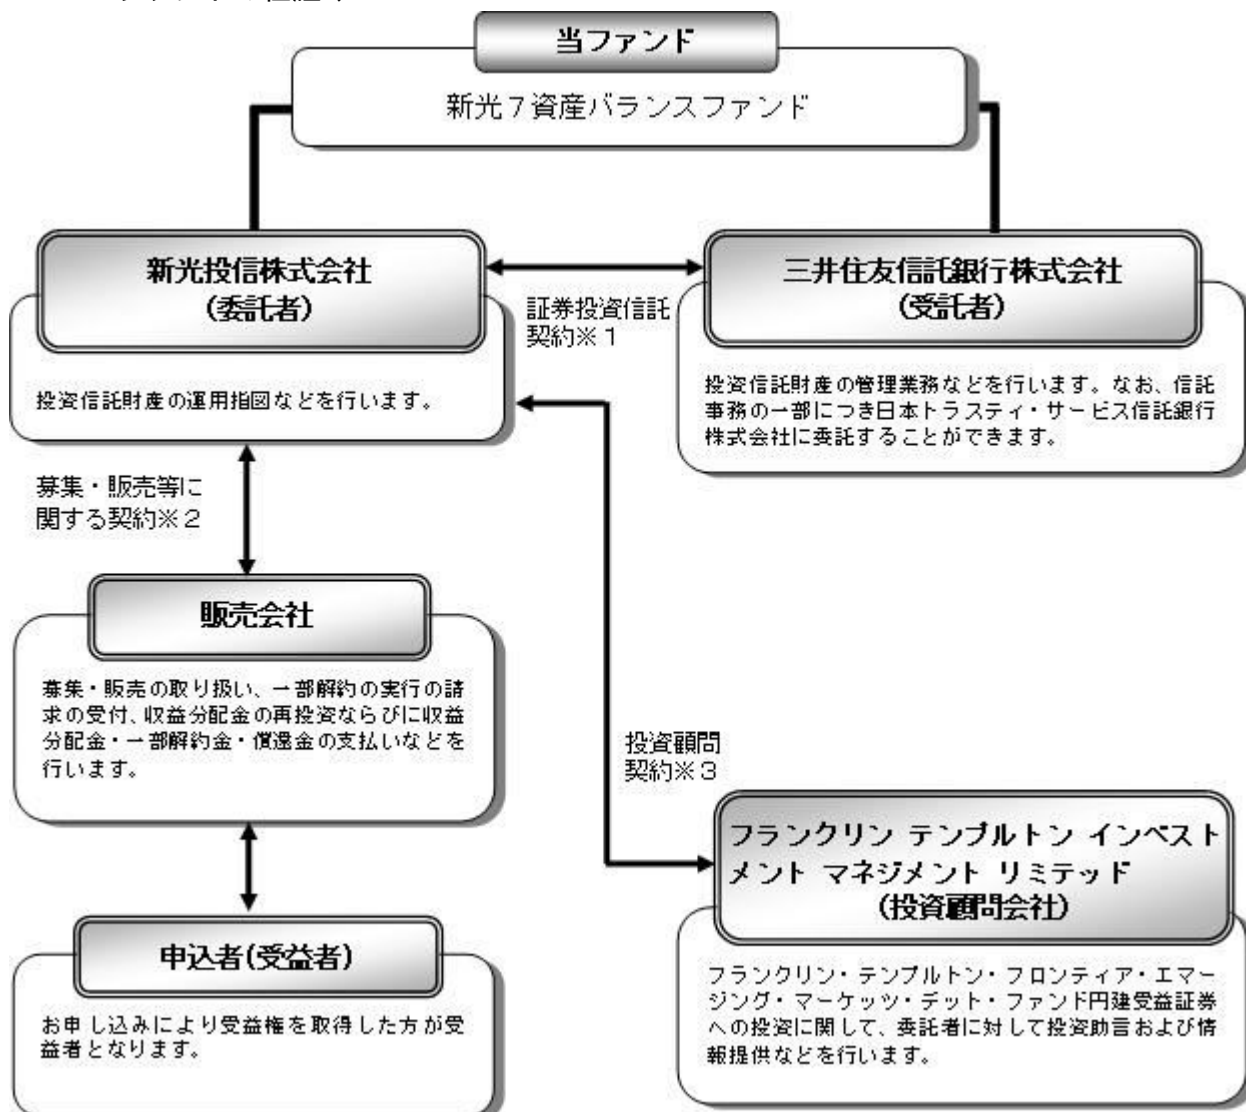 当ファンド
新光７資産バランスファンド
新光投信株式会社
(委託者)
投資信託財産の運用指図などを行います。
証券投資信託
契約※１
三井住友信託銀行株式会社
(受託者)
投資信託財産の管理業務などを行います。なお、信託
事務の一部につき日本トラスティ・サービス信託銀行
株式会社に委託することができます。
募集・販売等に
関する契約※２
販売会社
募集・販売の取り扱い、一部解約の実行の請
求の受付、収益分配金の再投資ならびに収益
分配金・一部解約金・償還金の支払いなどを
行います。
投資顧問
契約※３
フランクリン テンプルトン インベスト
メント マネジメント リミテッド
(投資顧問会社)
フランクリン・テンプルトン・フロンティア・エマー
ジング・マーケッツ・デット・ファンド円建受益証券
への投資に関して、委託者に対して投資助言および情
報提供などを行います。
申込者(受益者)
お申し込みにより受益権を取得した方が受
益者となります。